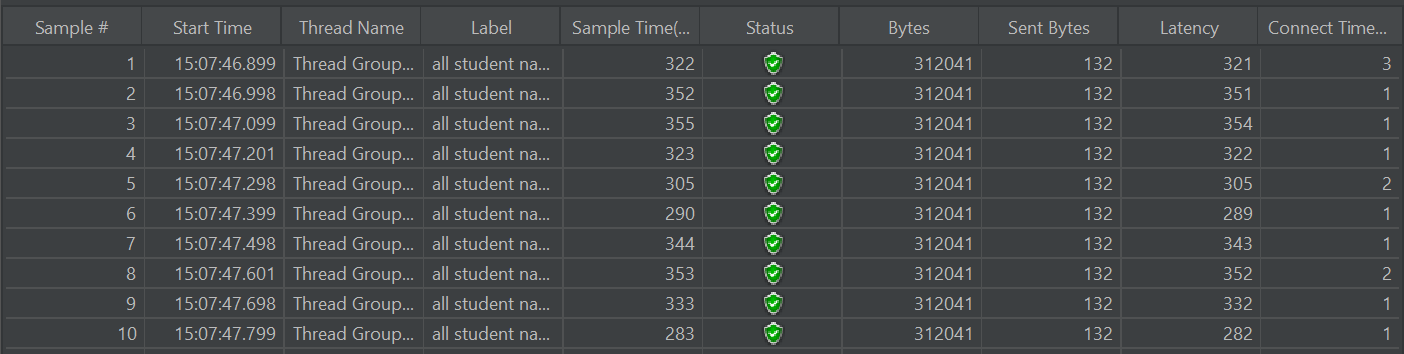 Sample # Start Time Thread Name Label Sample Time(... Status Bytes Sent Bytes Latency Connect Time...
1 15:07:46.899 Thread Group... all student na... 322 312041 132 321 3
2 15:07:46.998 Thread Group... all student na... 352 312041 132 351 1
3 15:07:47.099 Thread Group... all student na... 355 312041 132 354 1
4 15:07:47.201 Thread Group... all student na... 323 312041 132 322 1
5 15:07:47.298 Thread Group... all student na... 305 312041 132 305 2
6 15:07:47.399 Thread Group... all student na... 290 312041 132 289 1
7 15:07:47.498 Thread Group... all student na... 344 312041 132 343 1
8 15:07:47.601 Thread Group... all student na... 353 312041 132 352 2
9 15:07:47.698 Thread Group... all student na... 333 312041 132 332 1
10 15:07:47.799 Thread Group... all student na... 283 312041 132 282 1